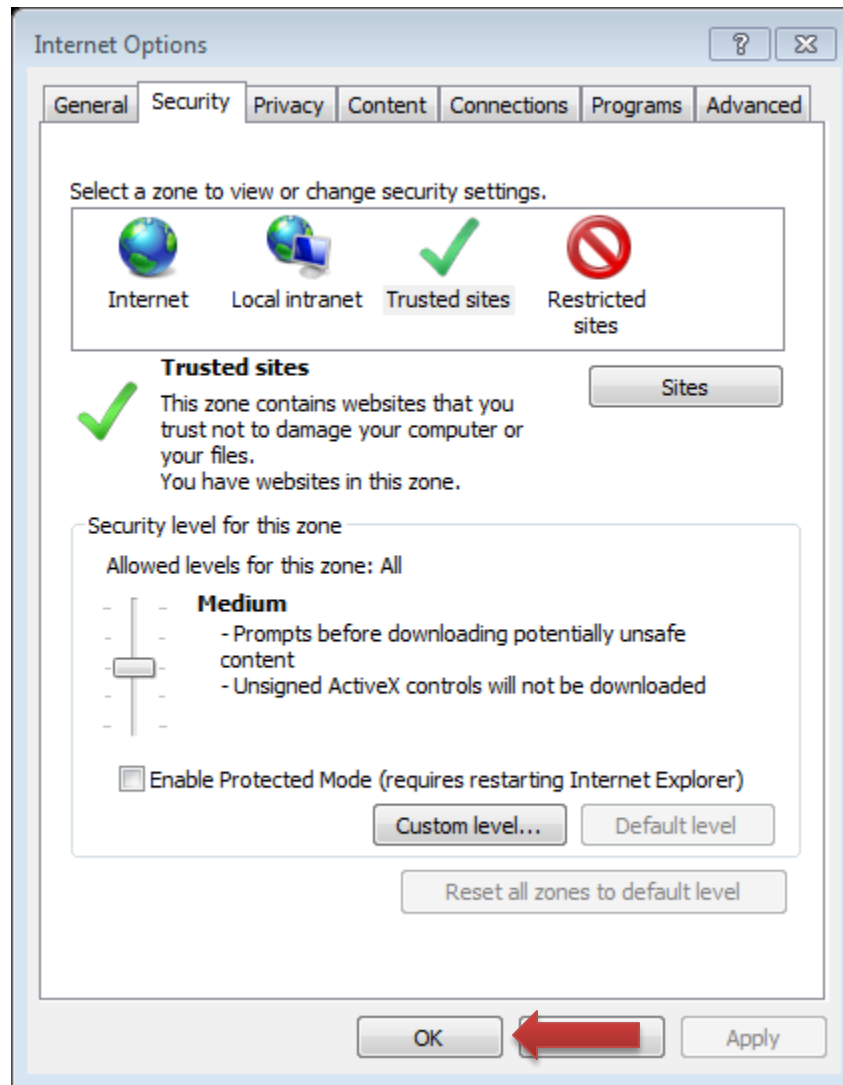 Internet Options
General Security Privacy Content Connections Programs Advanced
Select a zone to view or change security settings.
Internet Local intranet Trusted sites Restricted sites
Trusted sites
Sites
This zone contains websites that you
trust not to damage your computer or
your files.
You have websites in this zone.
Security level for this zone
Allowed levels for this zone: All
Medium
- Prompts before downloading potentially unsafe
content
- Unsigned ActiveX controls will not be downloaded
Enable Protected Mode (requires restarting Internet Explorer)
Custom level... Default level
Reset all zones to default level
OK Apply